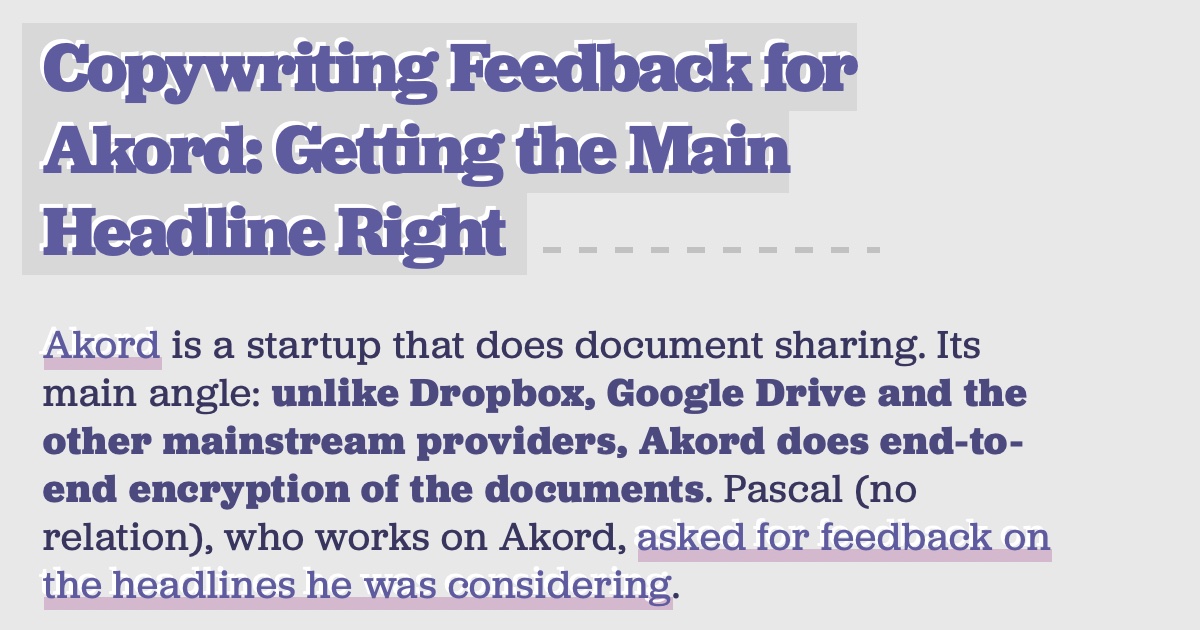 Copywriting Feedback for
Akord: Getting the Main
Headline Right
Akord is a startup that does document sharing. Its
main angle: unlike Dropbox, Google Drive and the
other mainstream providers, Akord does end-to-
end encryption of the documents. Pascal (no
relation), who works on Akord, asked for feedback on
the headlines he was considering.